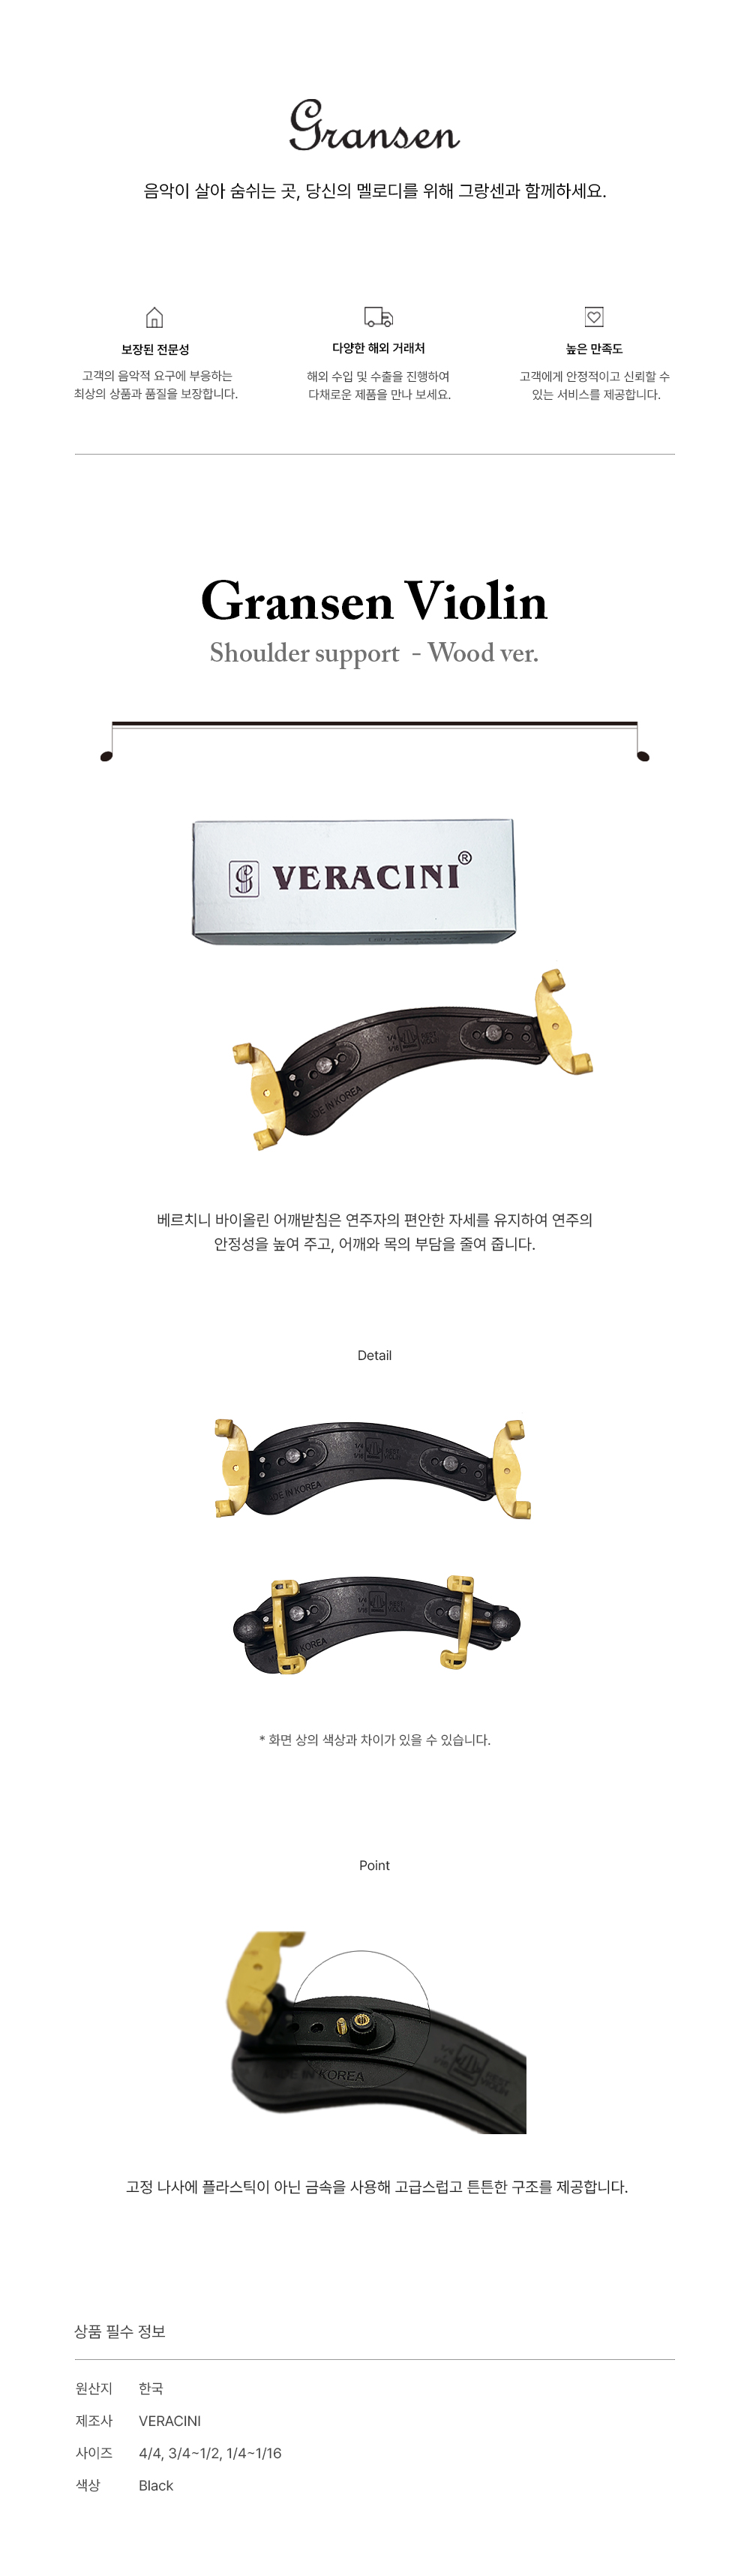 Gransen
음악이 살아 숨쉬는 곳, 당신의 멜로디를 위해 그랑센과 함께하세요.
보장된 전문성
고객의 음악적 요구에 부응하는
최상의 상품과 품질을 보장합니다.
다양한 해외 거래처
해외 수입 및 수출을 진행하여
다채로운 제품을 만나 보세요.
높은 만족도
고객에게 안정적이고 신뢰할 수
있는 서비스를 제공합니다.
Gransen Violin
Shoulder support - Wood ver.
VERACINI®
MADE IN KOREA
베르치니 바이올린 어깨받침은 연주자의 편안한 자세를 유지하여 연주의
안정성을 높여 주고, 어깨와 목의 부담을 줄여 줍니다.
Detail
MADE IN KOREA
KOREA
* 화면 상의 색상과 차이가 있을 수 있습니다.
Point
MADE IN KOREA
고정 나사에 플라스틱이 아닌 금속을 사용해 고급스럽고 튼튼한 구조를 제공합니다.
상품 필수 정보
원산지 한국
제조사 VERACINI
사이즈 4/4, 3/4~1/2, 1/4~1/16
색상 Black